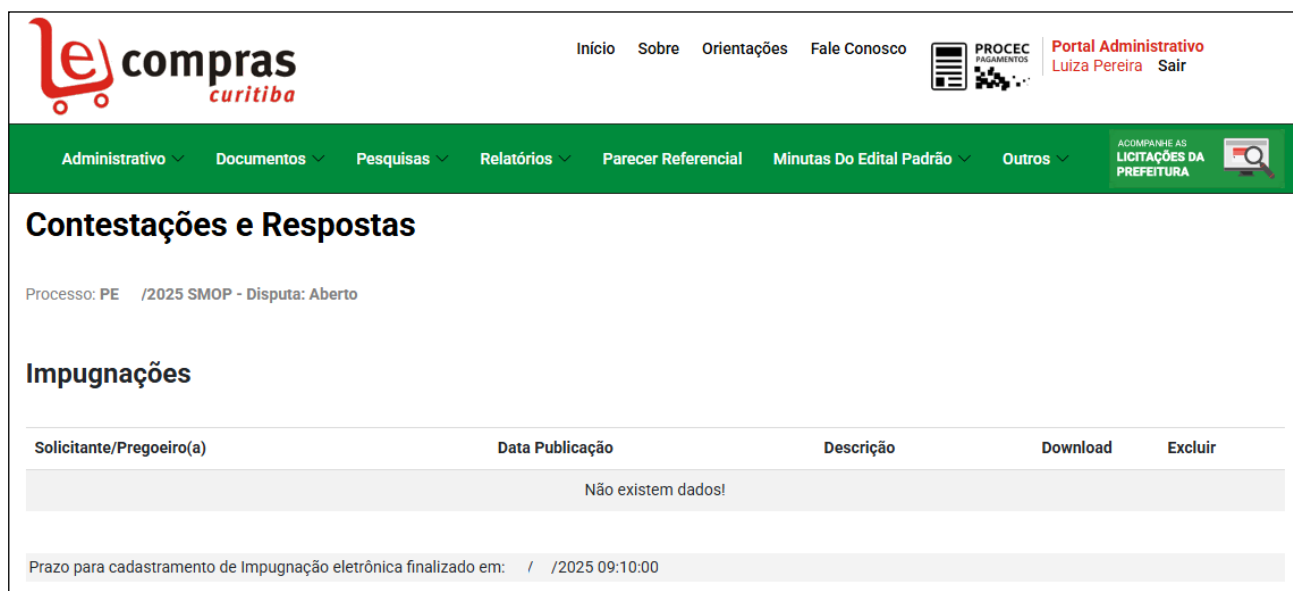 e compras
curitiba
Início Sobre Orientações Fale Conosco
PROCEC
PAGAMENTOS
Portal Administrativo
Luiza Pereira Sair
Administrativo Documentos Pesquisas Relatórios Parecer Referencial Minutas Do Edital Padrão Outros
ACOMPANHE AS
LICITAÇÕES DA
PREFEITURA
Contestações e Respostas
Processo: PE /2025 SMOP - Disputa: Aberto
Impugnações
Solicitante/Pregoeiro(a) Data Publicação Descrição Download Excluir
Não existem dados!
Prazo para cadastramento de Impugnação eletrônica finalizado em: / /2025 09:10:00